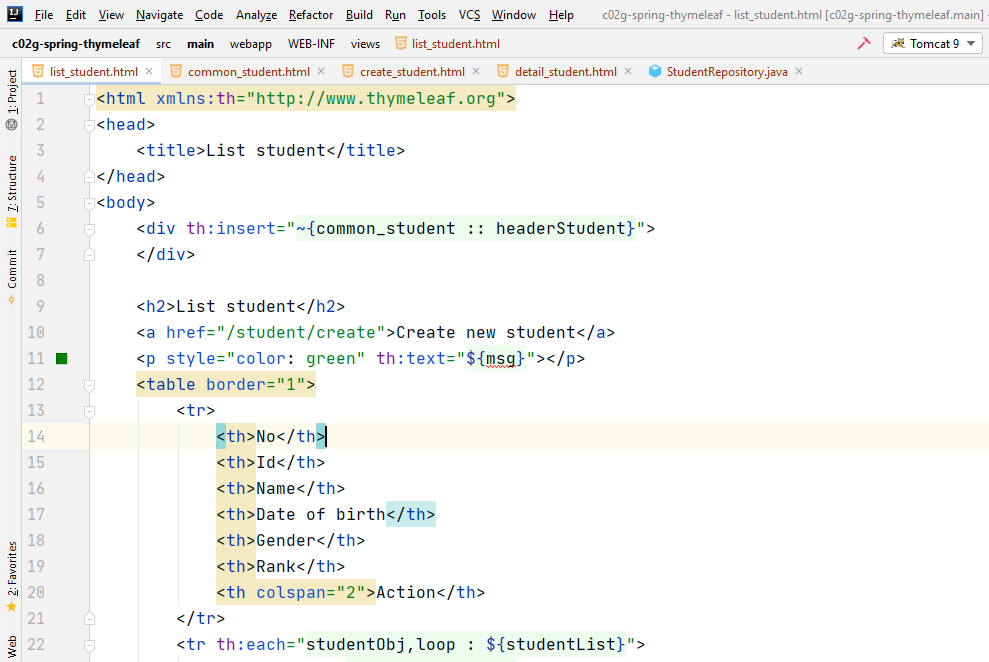 File Edit View Navigate Code Analyze Refactor Build Run Tools VCS Window Help c02g-spring-thymeleaf - list_student.html [c02g-spring-thymeleaf.main] -
c02g-spring-thymeleaf src main webapp WEB-INF views list_student.html Tomcat 9
list_student.html common_student.html create_student.html detail_student.html StudentRepository.java
1: Project
7: Structure
Commit
2: Favorites
Web
1 <html xmlns:th="http://www.thymeleaf.org">
2 <head>
3 <title>List student</title>
4 </head>
5 <body>
6 <div th:insert="~{common_student :: headerStudent}">
7 </div>
8
9 <h2>List student</h2>
10 <a href="/student/create">Create new student</a>
11 <p style="color: green" th:text="${msg}"></p>
12 <table border="1">
13 <tr>
14 <th>No</th>
15 <th>Id</th>
16 <th>Name</th>
17 <th>Date of birth</th>
18 <th>Gender</th>
19 <th>Rank</th>
20 <th colspan="2">Action</th>
21 </tr>
22 <tr th:each="studentObj,loop : ${studentList}">